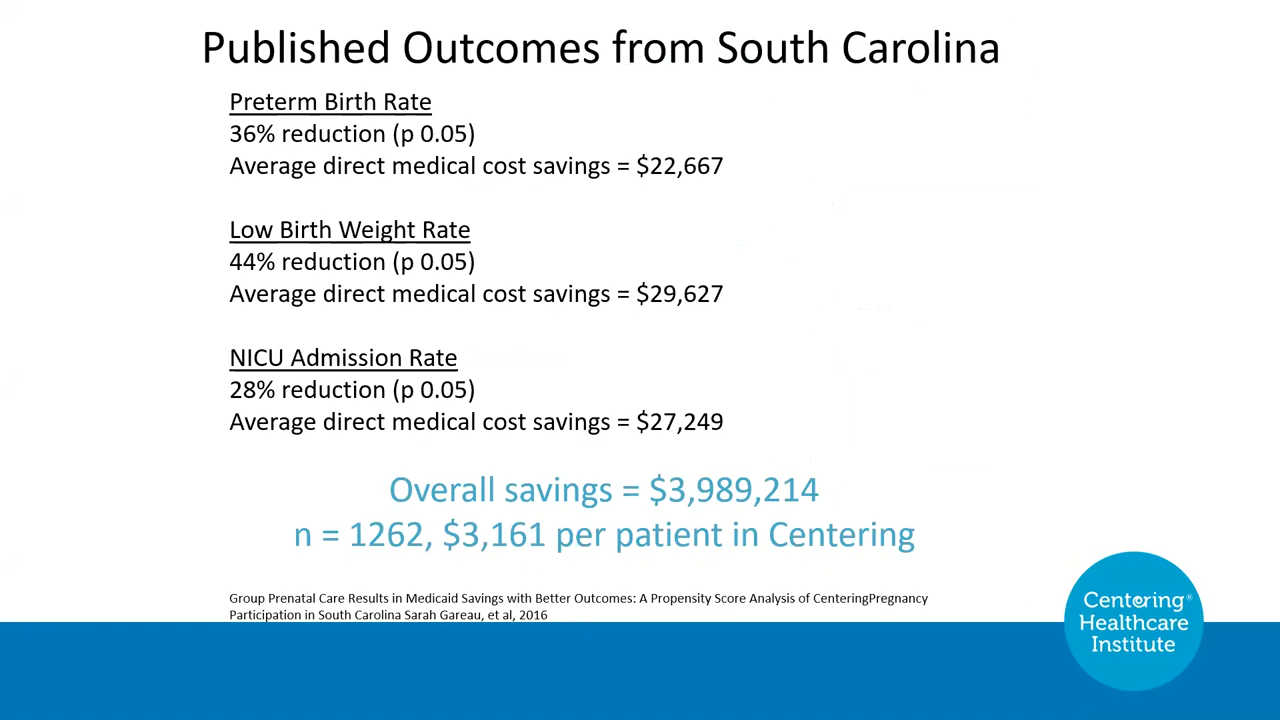 Published Outcomes from South Carolina
Preterm Birth Rate
36% reduction (p 0.05)
Average direct medical cost savings = $22,667
Low Birth Weight Rate
44% reduction (p 0.05)
Average direct medical cost savings = $29,627
NICU Admission Rate
28% reduction (p 0.05)
Average direct medical cost savings = $27,249
Overall savings = $3,989,214
n = 1262, $3,161 per patient in Centering
Group Prenatal Care Results in Medicaid Savings with Better Outcomes: A Propensity Score Analysis of CenteringPregnancy
Participation in South Carolina Sarah Gareau, et al, 2016
Centering®
Healthcare
Institute